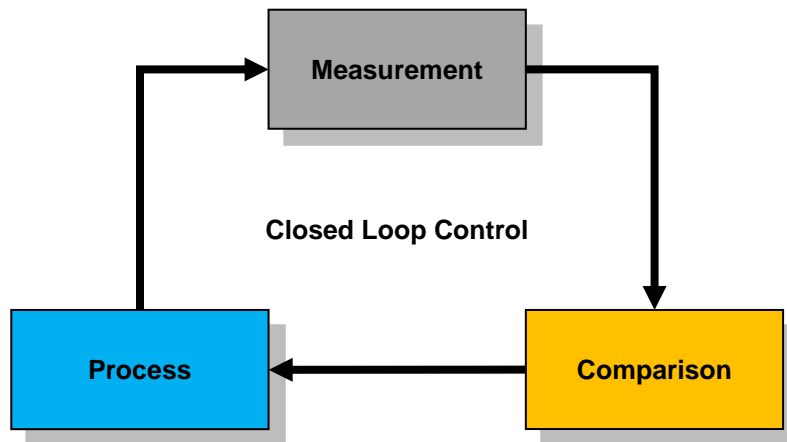 Measurement
Closed Loop Control
Process
Comparison